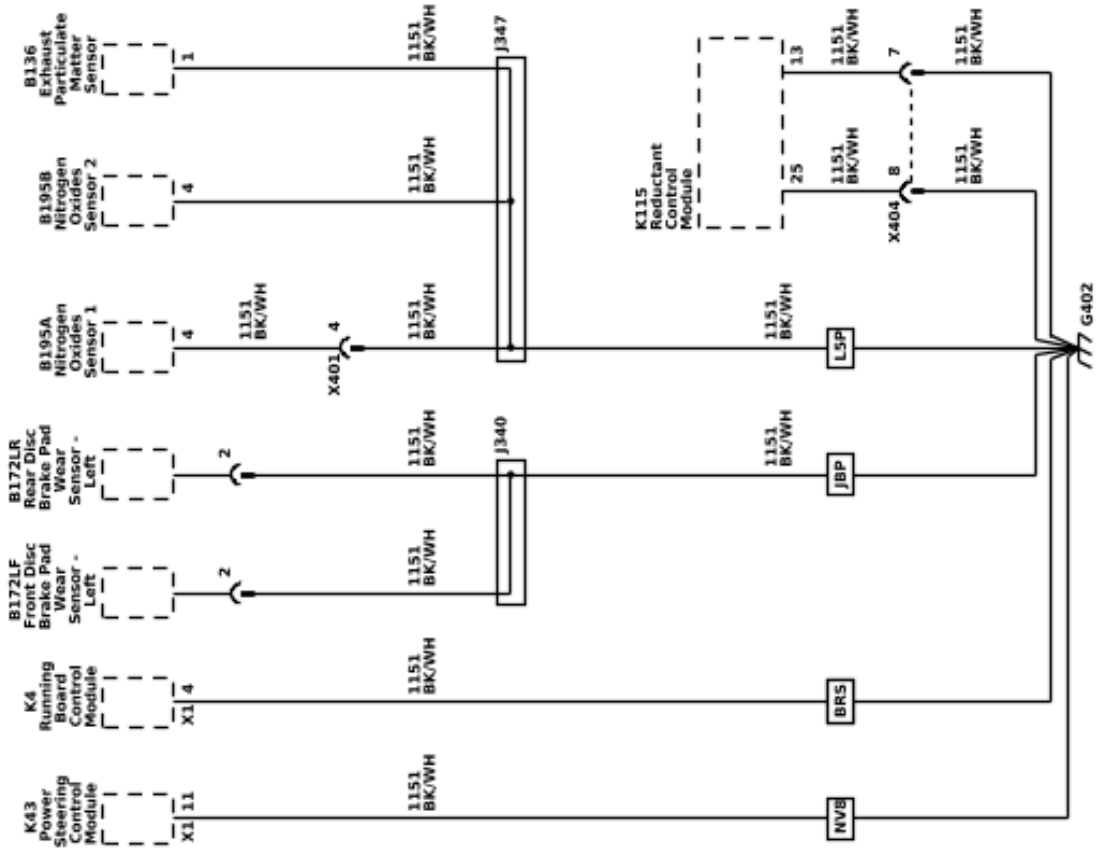 B136
Exhaust
Particulate
Matter
Sensor
1
1151
BK/WH
J347
B195B
Nitrogen
Oxides
Sensor 2
4
1151
BK/WH
B195A
Nitrogen
Oxides
Sensor 1
4
1151
BK/WH
X401
4
1151
BK/WH
1151
BK/WH
L5P
B172LR
Rear Disc
Brake Pad
Wear
Sensor -
Left
2
1151
BK/WH
J340
1151
BK/WH
JBP
B172LF
Front Disc
Brake Pad
Wear
Sensor -
Left
2
1151
BK/WH
K4
Running
Board
Control
Module
X1
4
1151
BK/WH
BRS
K43
Power
Steering
Control
Module
X1
11
1151
BK/WH
NV8
K115
Reductant
Control
Module
13
1151
BK/WH
7
1151
BK/WH
25
1151
BK/WH
X404
8
1151
BK/WH
G402